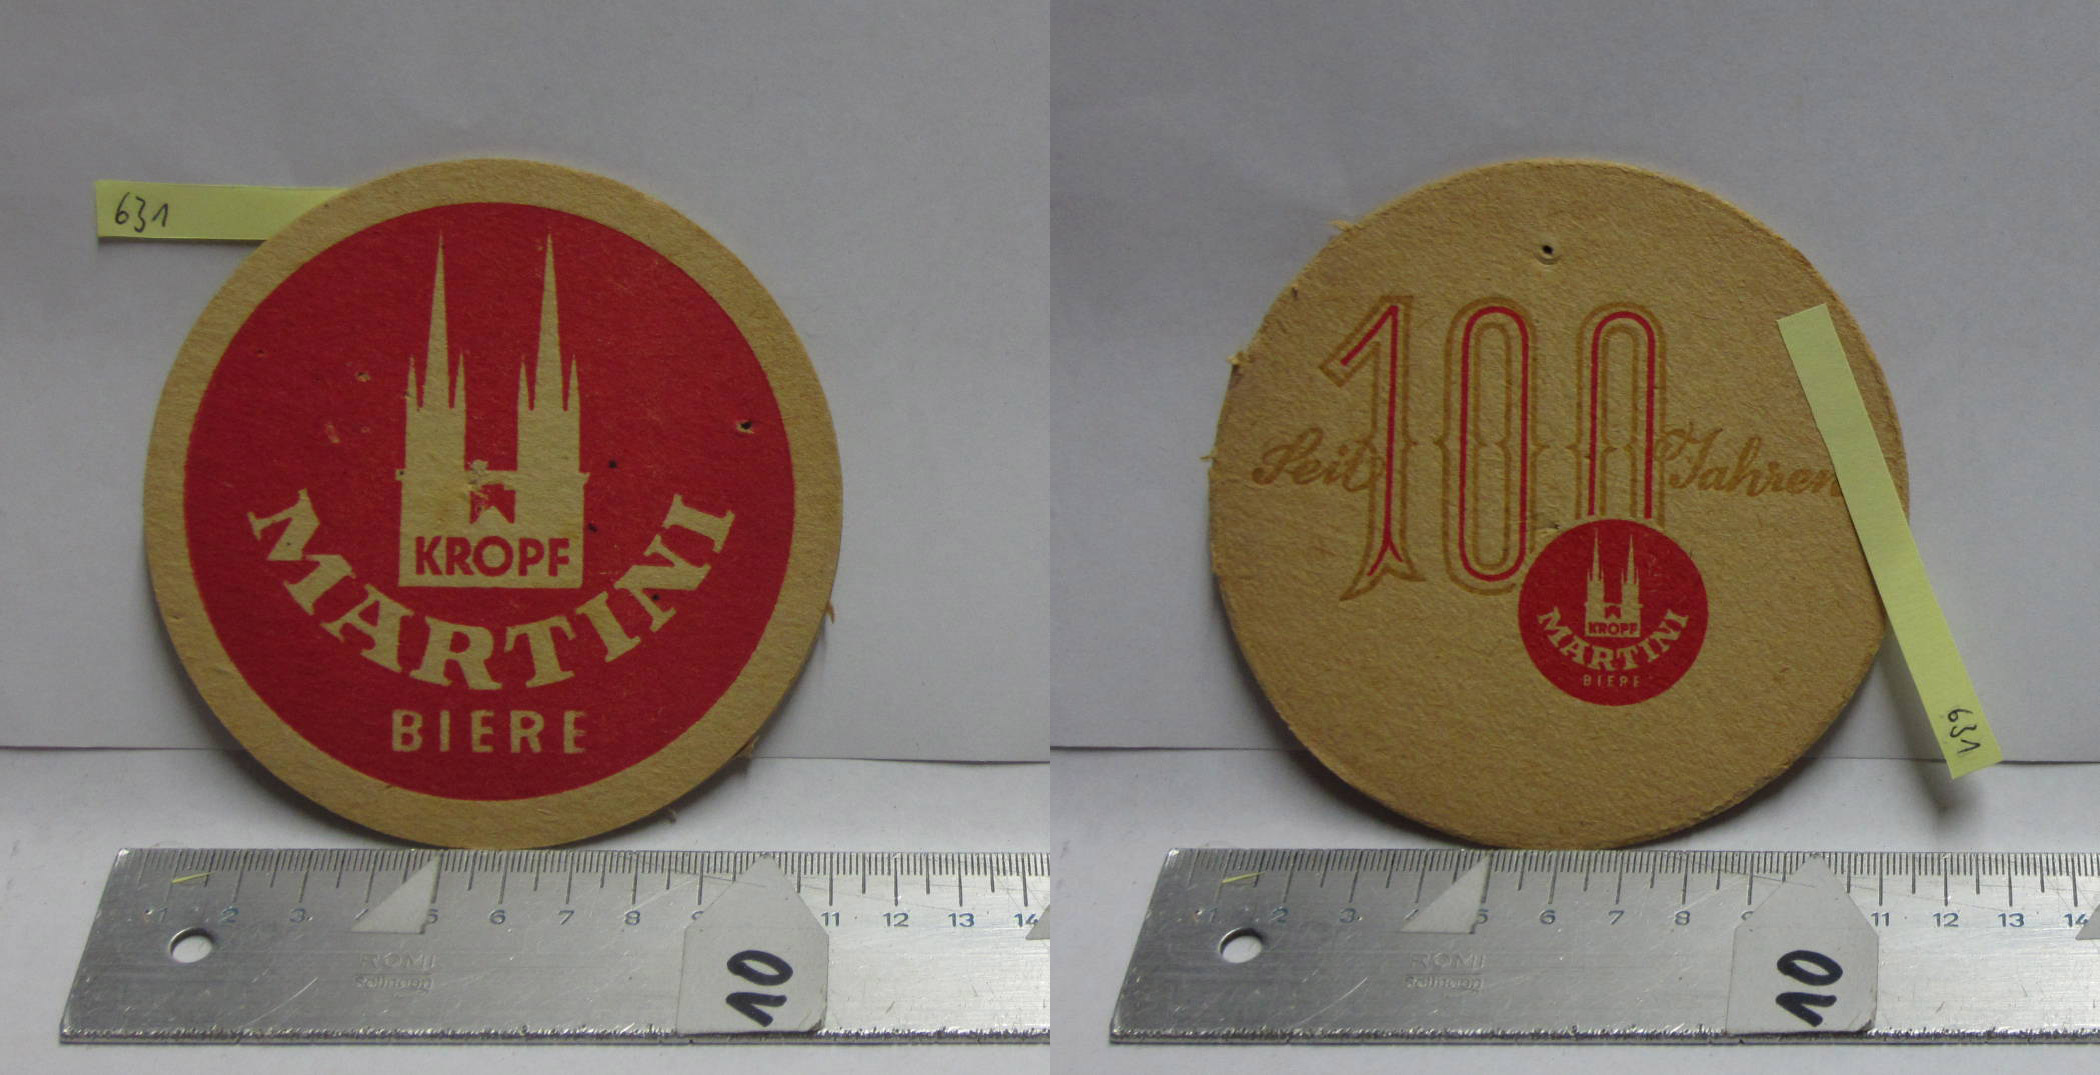 631
KROPF
MARTINI
BIERE
1 2 3 4 5 6 7 8 9 11 12 13 14
ROMI
Solingen
10
Seit 100 Jahren
KROPF
MARTINI
BIERE
631
1 2 3 4 5 6 7 8 9 11 12 13 14
ROMI
Solingen
10